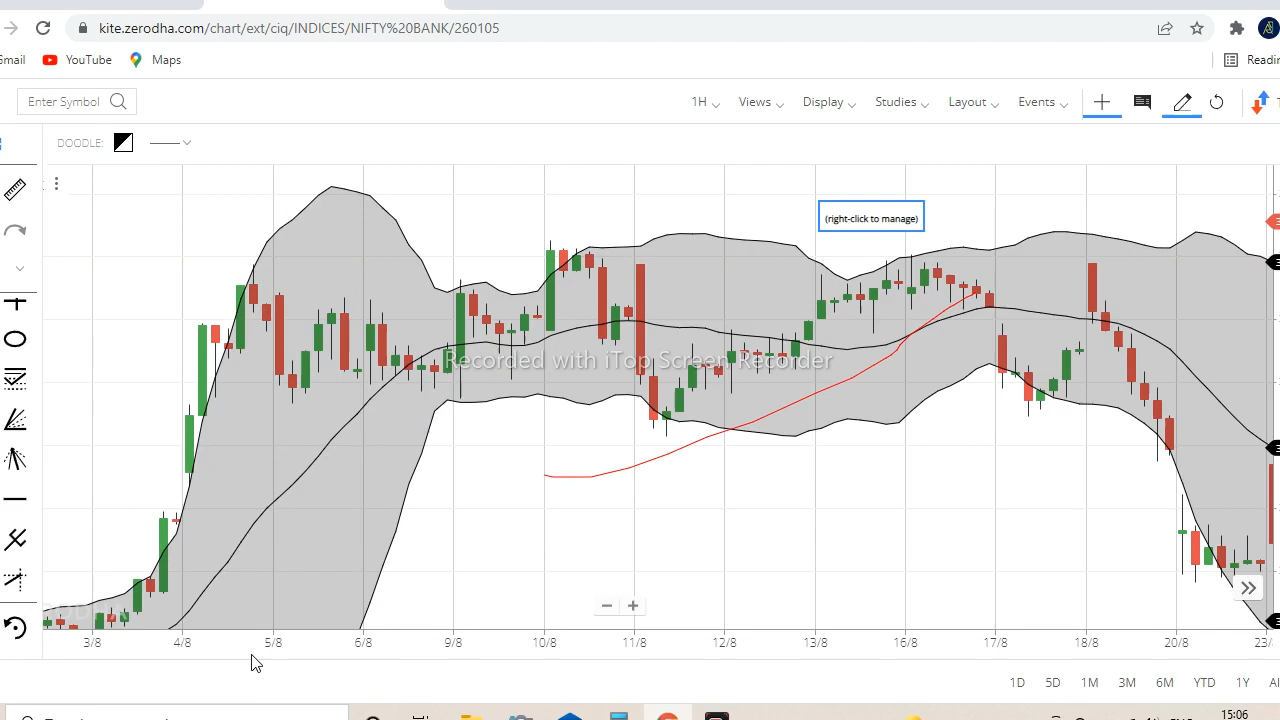 kite.zerodha.com/chart/ext/ciq/INDICES/NIFTY%20BANK/260105
Gmail YouTube Maps
Enter Symbol 1H Views Display Studies Layout Events
DOODLE:
(right-click to manage)
Recorded with iTop Screen Recorder
3/8 4/8 5/8 6/8 9/8 10/8 11/8 12/8 13/8 16/8 17/8 18/8 20/8 23/
1D 5D 1M 3M 6M YTD 1Y
15:06